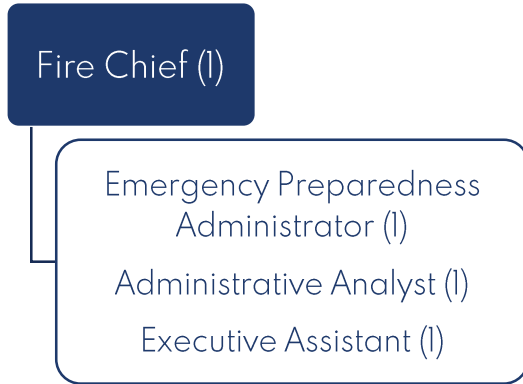 Fire Chief (1)
Emergency Preparedness
Administrator (1)
Administrative Analyst (1)
Executive Assistant (1)